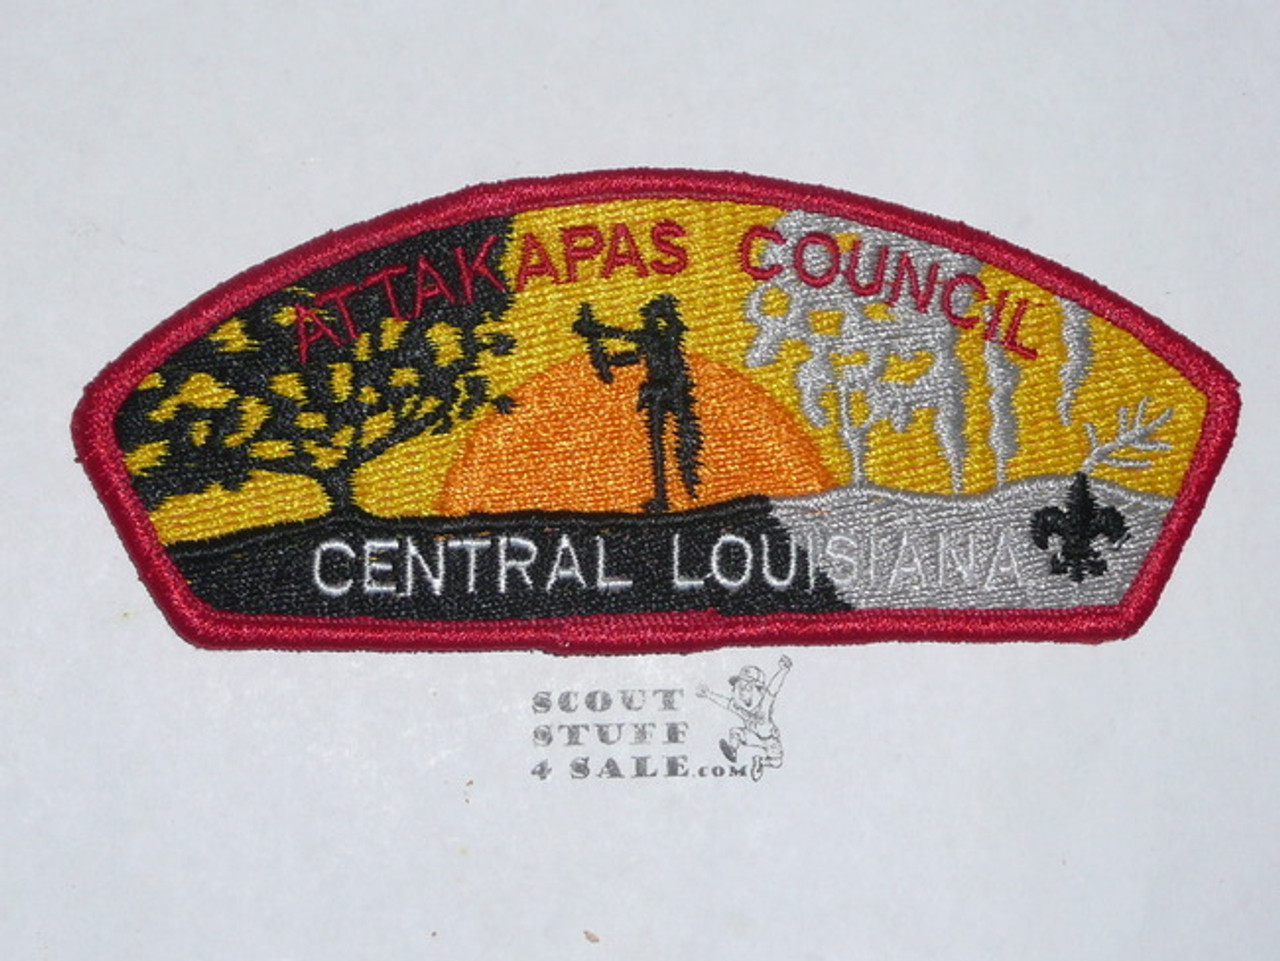 ATTAKAPAS COUNCIL
CENTRAL LOUISIANA
SCOUT
STUFF
4 SALE.COM